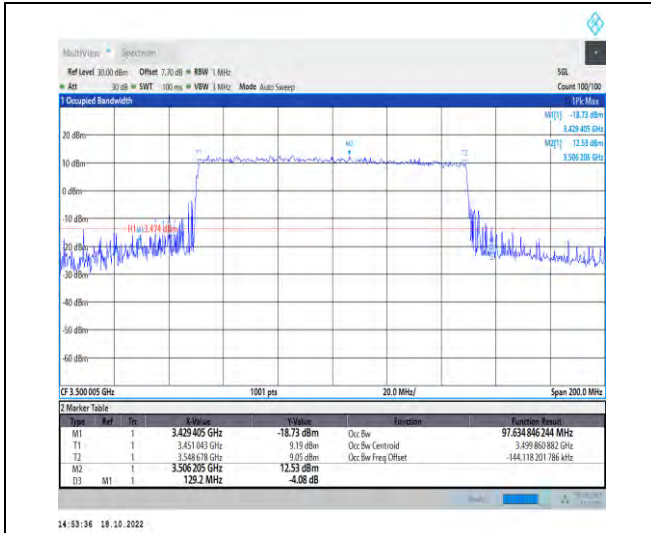 MultiView Spectrum
Ref Level 30.00 dBm Offset 7.70 dB RBW 1 MHz SGL
Att 30 dB SWT 100 ms VBW 3 MHz Mode Auto Sweep Count 100/100
1 Occupied Bandwidth 1Pk Max
M1[1] -18.73 dBm
3.429 405 GHz
M2[1] 12.53 dBm
3.506 205 GHz
20 dBm
T1 M2 T2
10 dBm
0 dBm
-10 dBm
-20 dBm
-30 dBm
-40 dBm
-50 dBm
-60 dBm
CF 3.500 005 GHz 1001 pts 20.0 MHz/ Span 200.0 MHz
2 Marker Table
Type Ref Trc X-Value Y-Value Function Function Result
M1 1 3.429 405 GHz -18.73 dBm Occ Bw 97.634 846 244 MHz
T1 1 3.451 043 GHz 9.19 dBm Occ Bw Centroid 3.499 860 882 GHz
T2 1 3.548 678 GHz 9.05 dBm Occ Bw Freq Offset -144.118 201 786 kHz
M2 1 3.506 205 GHz 12.53 dBm
D3 M1 1 129.2 MHz -4.08 dB
14:53:36 18.10.2022